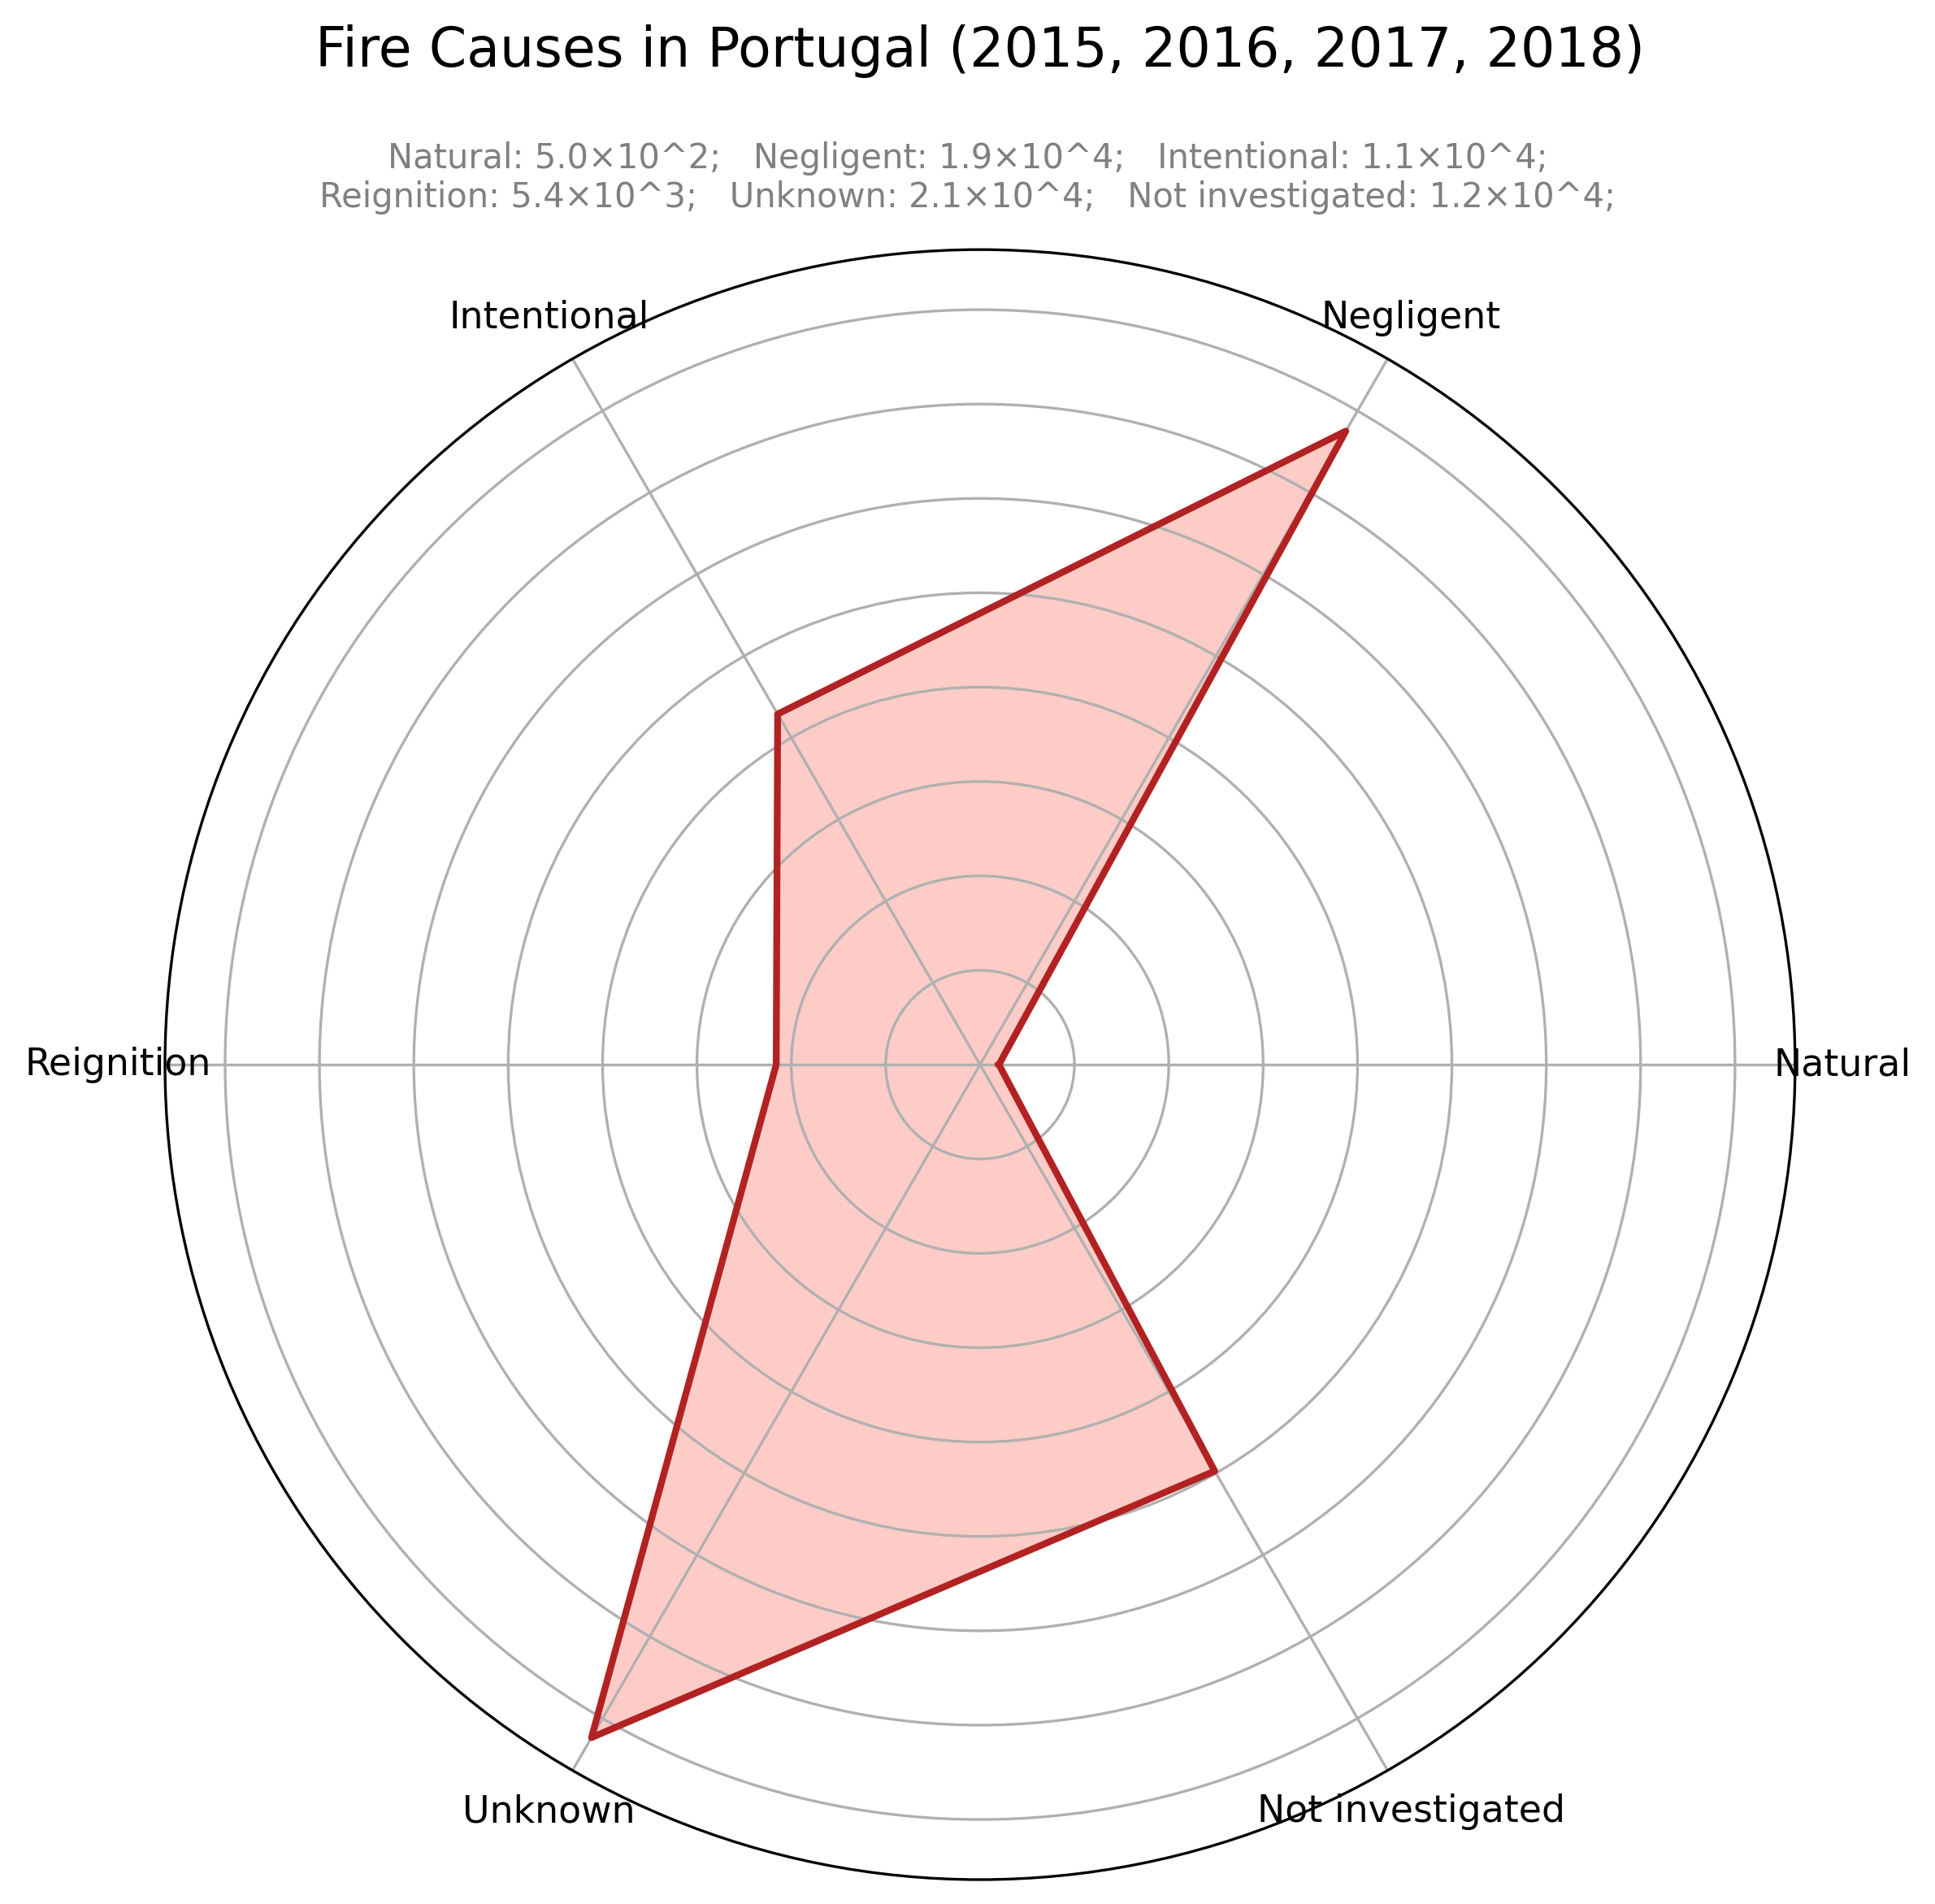 Fire Causes in Portugal (2015, 2016, 2017, 2018)
Natural: 5.0×10^2;   Negligent: 1.9×10^4;   Intentional: 1.1×10^4;
Reignition: 5.4×10^3;   Unknown: 2.1×10^4;   Not investigated: 1.2×10^4;
Intentional
Negligent
Reignition
Natural
Unknown
Not investigated